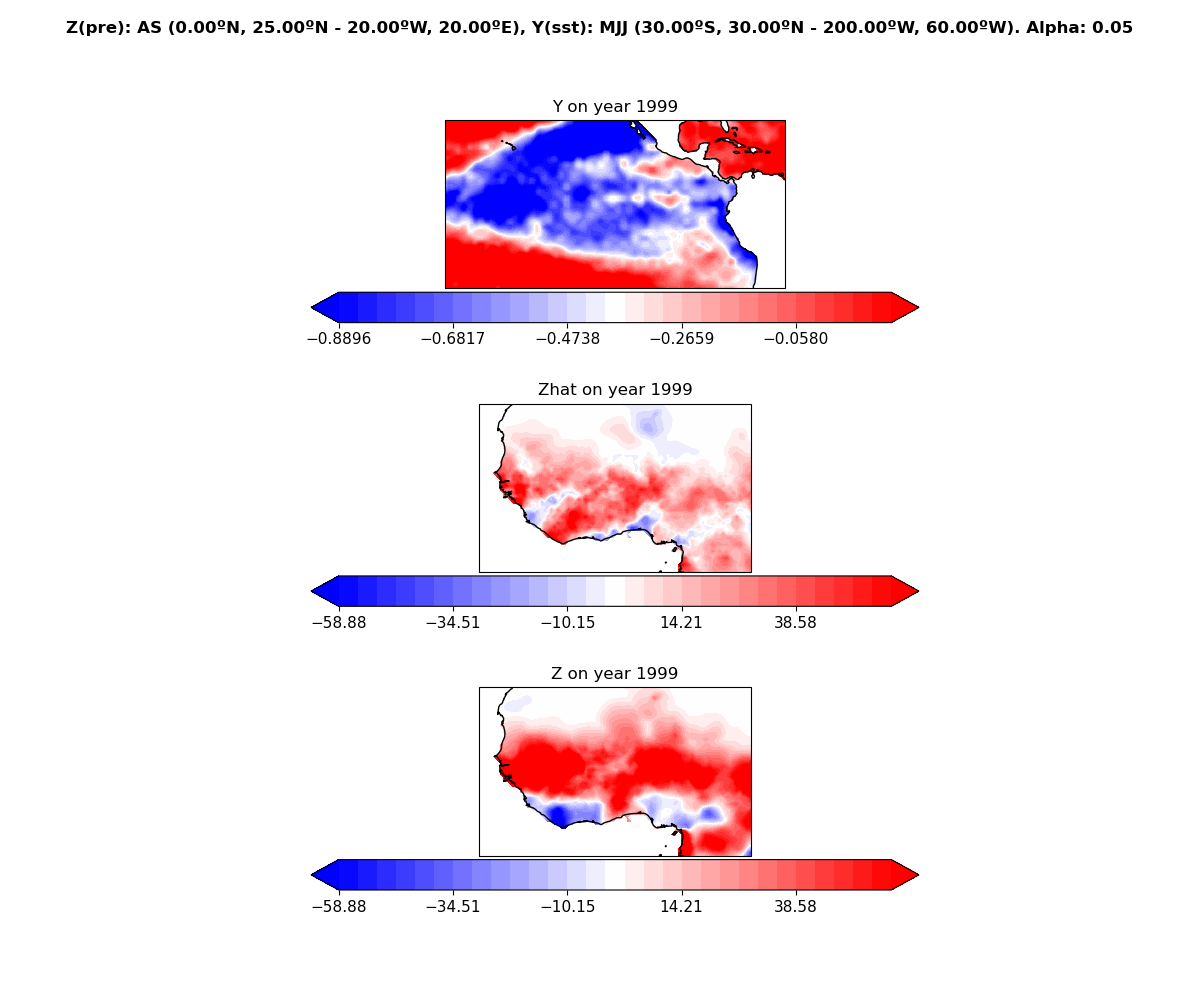 Z(pre): AS (0.00ºN, 25.00ºN - 20.00ºW, 20.00ºE), Y(sst): MJJ (30.00ºS, 30.00ºN - 200.00ºW, 60.00ºW). Alpha: 0.05
Y on year 1999
−0.8896 −0.6817 −0.4738 −0.2659 −0.0580
Zhat on year 1999
−58.88 −34.51 −10.15 14.21 38.58
Z on year 1999
−58.88 −34.51 −10.15 14.21 38.58